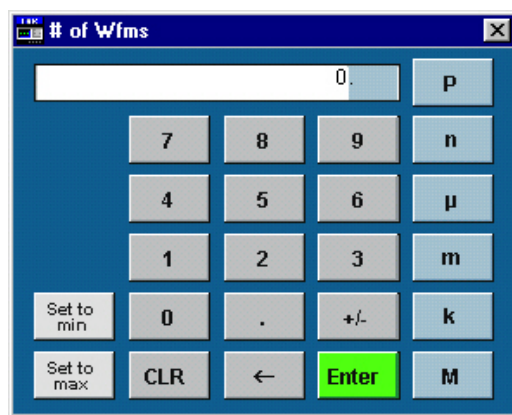 # of Wfms
0.
p
7 8 9 n
4 5 6 µ
1 2 3 m
Set to
min
0 . +/- k
Set to
max
CLR ← Enter M